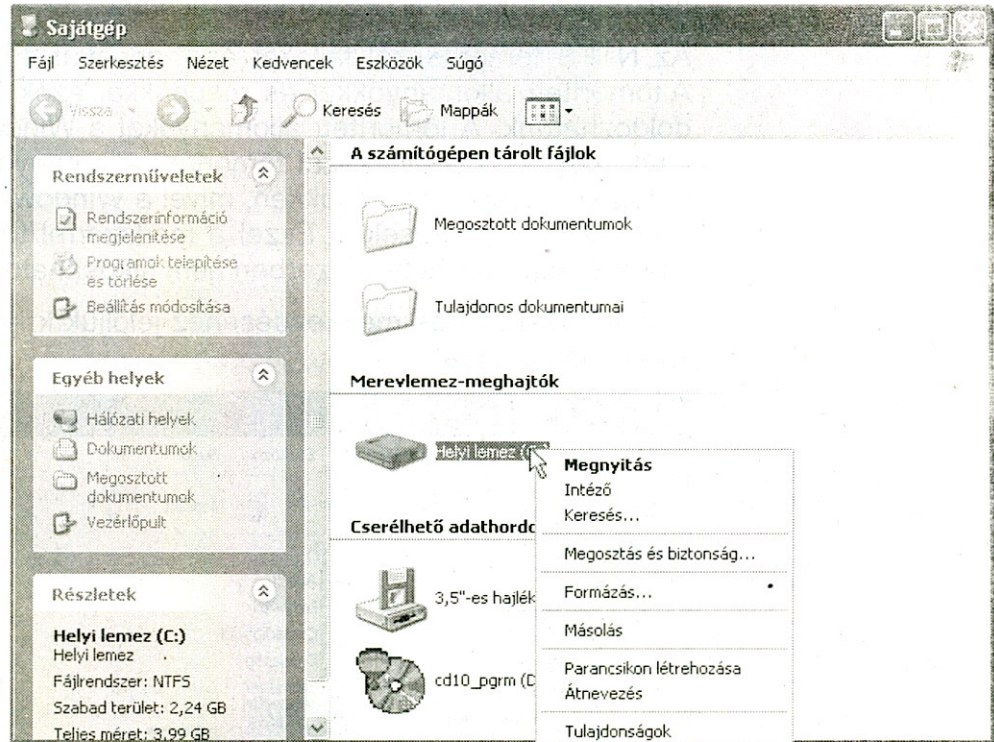 Sajátgép
Fájl Szerkesztés Nézet Kedvencek Eszközök Súgó
Vissza Keresés Mappák
Rendszerműveletek
Rendszerinformáció
megjelenítése
Programok telepítése
és törlése
Beállítás módosítása
Egyéb helyek
Hálózati helyek
Dokumentumok
Megosztott
dokumentumok
Vezérlőpult
Részletek
Helyi lemez (C:)
Helyi lemez
Fájlrendszer: NTFS
Szabad terület: 2,24 GB
Teljes méret: 3,99 GB
A számítógépen tárolt fájlok
Megosztott dokumentumok
Tulajdonos dokumentumai
Merevlemez-meghajtók
Helyi lemez
Cserélhető adathordo
3,5"-es hajlék
cd10_pgrm (D
Megnyitás
Intéző
Keresés...
Megosztás és biztonság...
Formázás...
Másolás
Parancsikon létrehozása
Átnevezés
Tulajdonságok